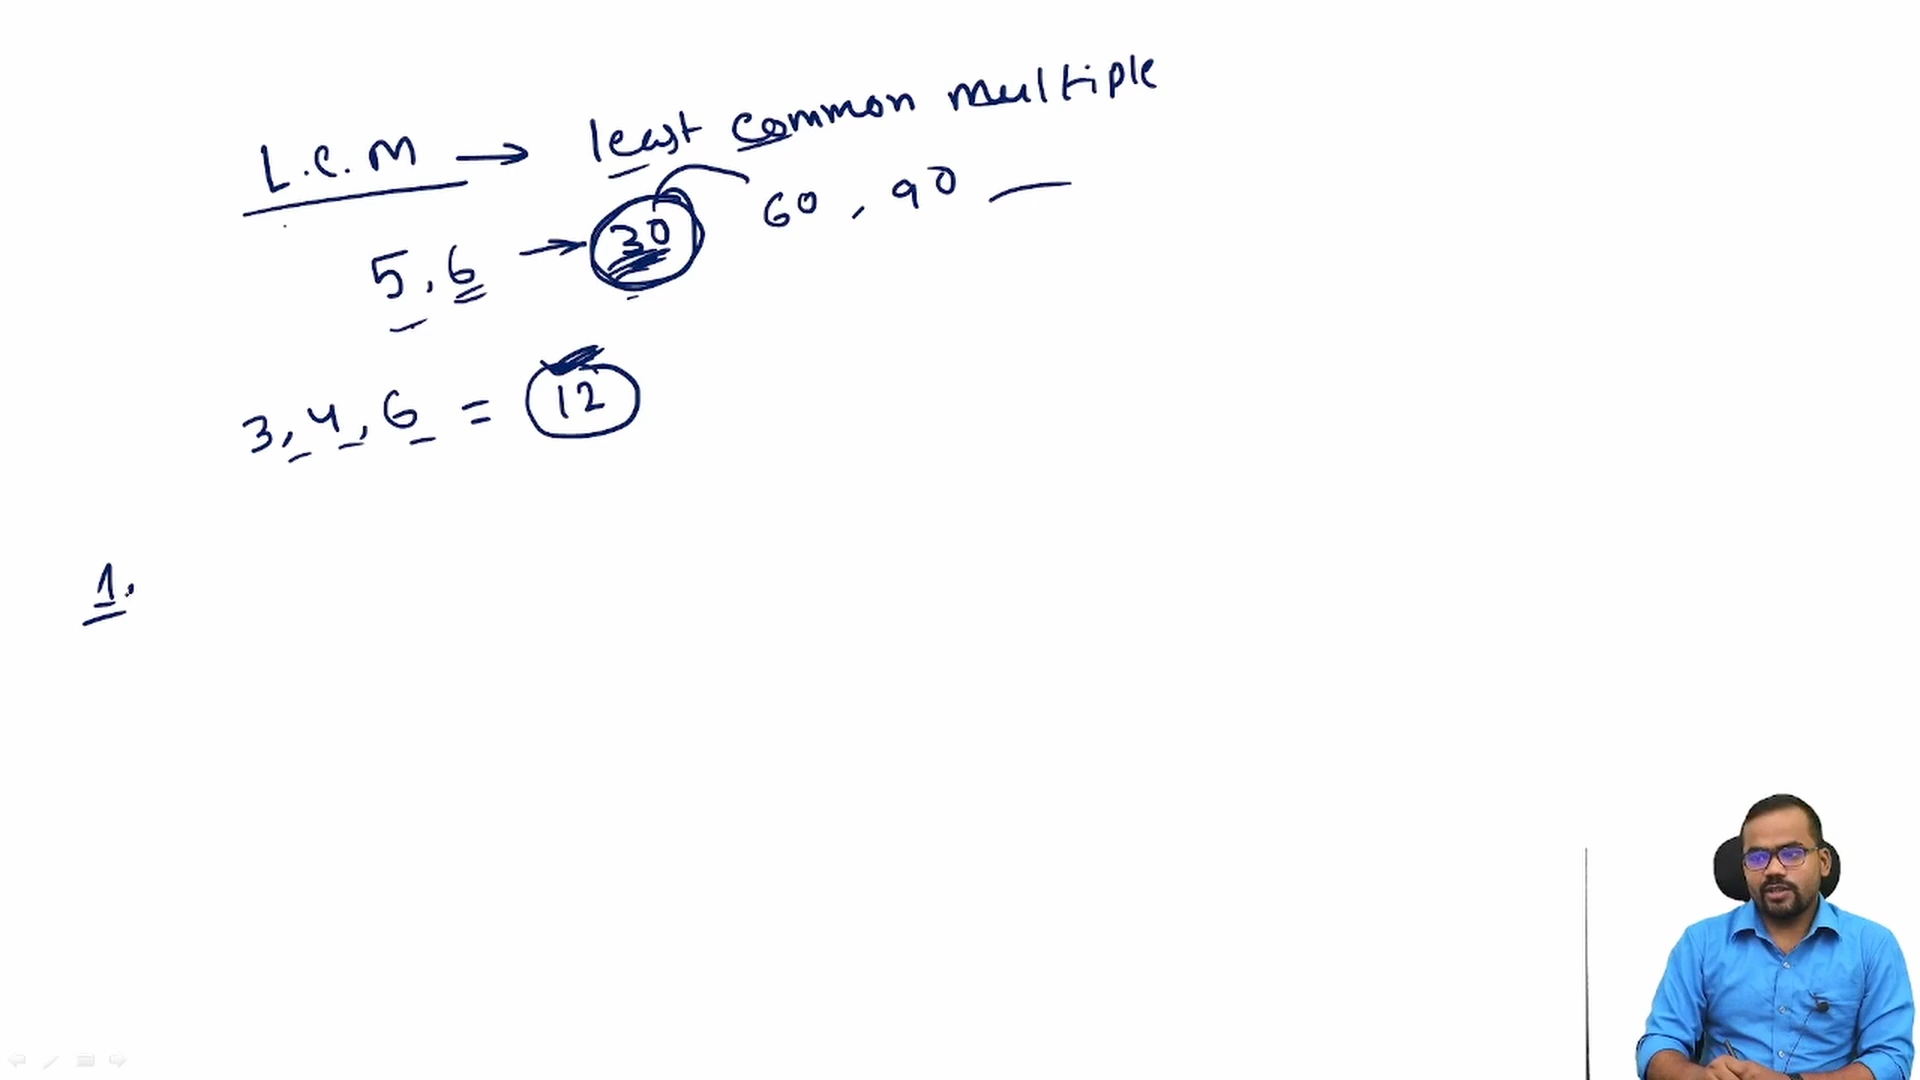 L.C.M → least common multiple
5, 6 → 30 60, 90 —
3, 4, 6 = 12
1.